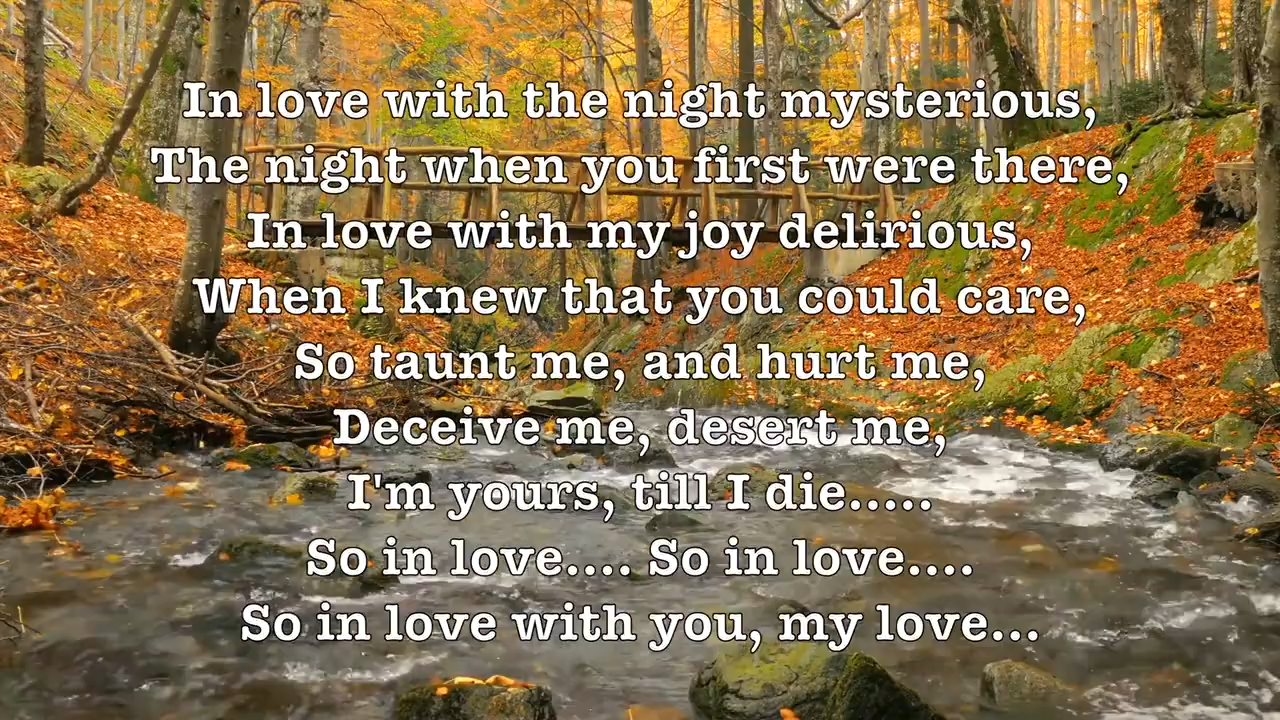 In love with the night mysterious,
The night when you first were there,
In love with my joy delirious,
When I knew that you could care,
So taunt me, and hurt me,
Deceive me, desert me,
I'm yours, till I die.....
So in love.... So in love....
So in love with you, my love...